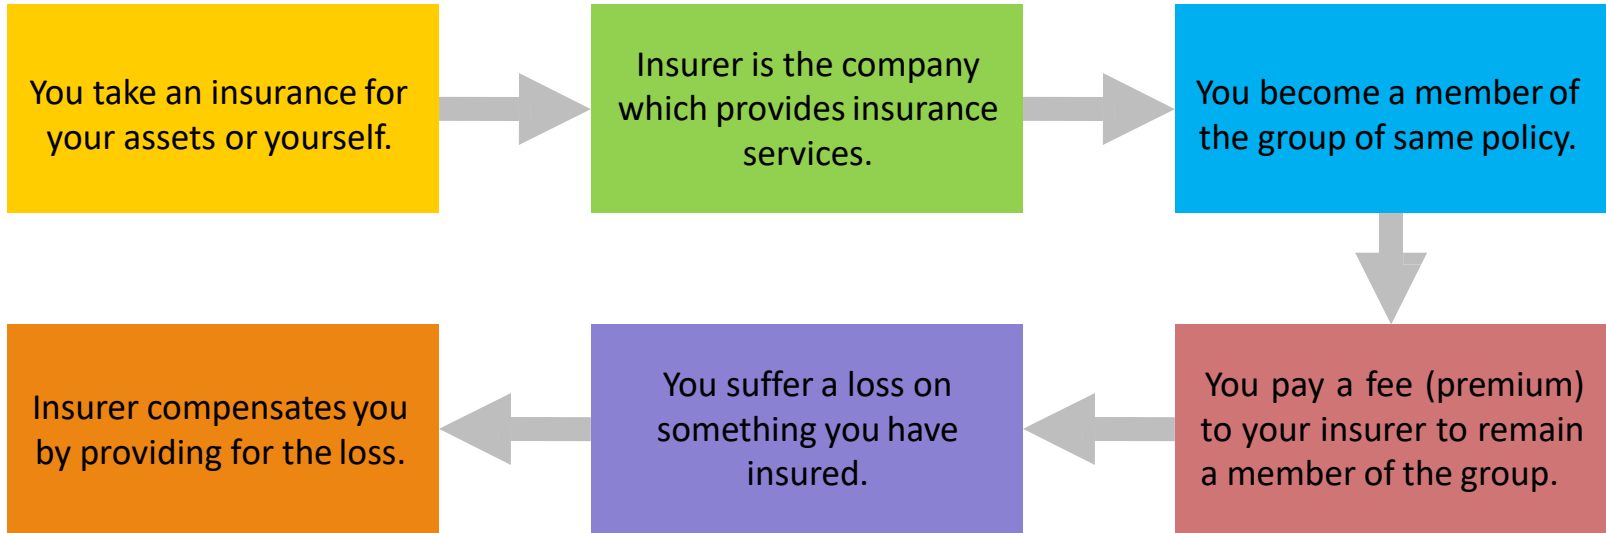 You take an insurance for
your assets or yourself.
Insurer is the company
which provides insurance
services.
You become a member of
the group of same policy.
You pay a fee (premium)
to your insurer to remain
a member of the group.
You suffer a loss on
something you have
insured.
Insurer compensates you
by providing for the loss.